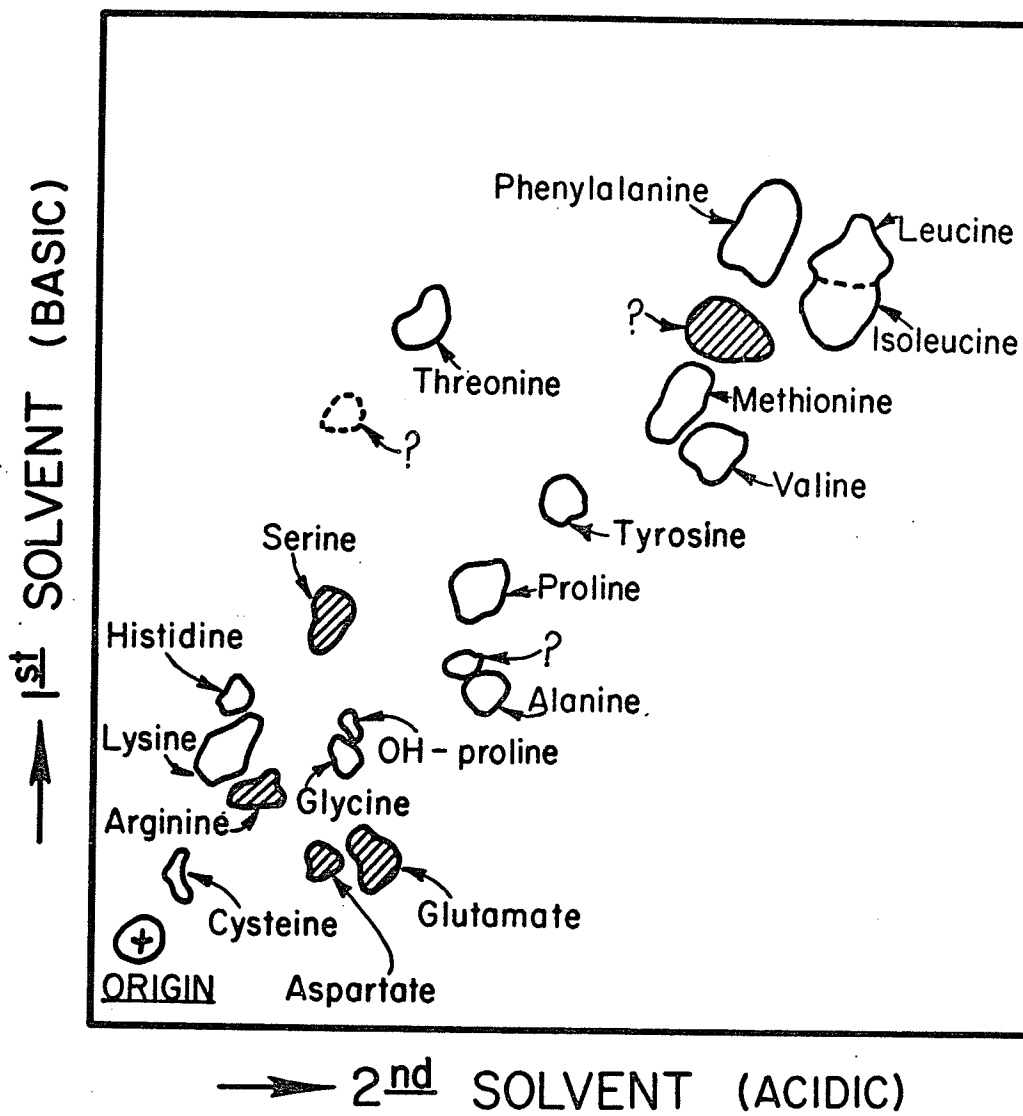 Phenylalanine
Leucine
?
Isoleucine
Threonine
Methionine
?
Valine
Serine
Tyrosine
Proline
Histidine
?
Alanine
Lysine
OH - proline
Glycine
Arginine
Cysteine
Glutamate
+
ORIGIN
Aspartate
1st SOLVENT (BASIC)
2nd SOLVENT (ACIDIC)